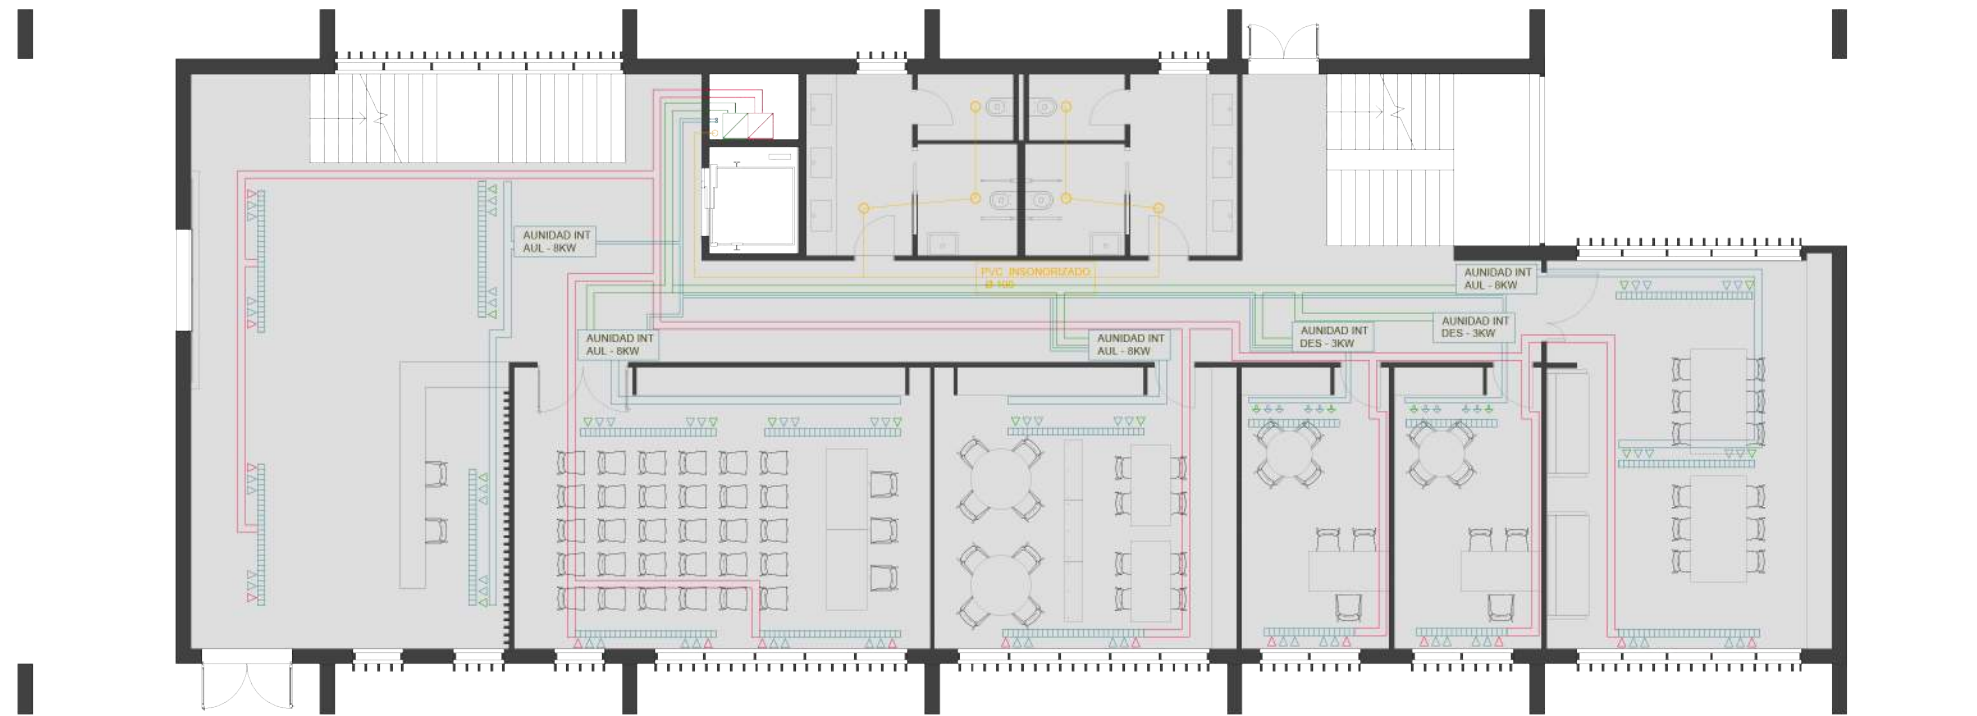 AUNIDAD INT
AUL - 8KW
PVC INSONORIZADO
Ø 100
AUNIDAD INT
AUL - 8KW
AUNIDAD INT
AUL - 8KW
AUNIDAD INT
AUL - 8KW
AUNIDAD INT
DES - 3KW
AUNIDAD INT
DES - 3KW